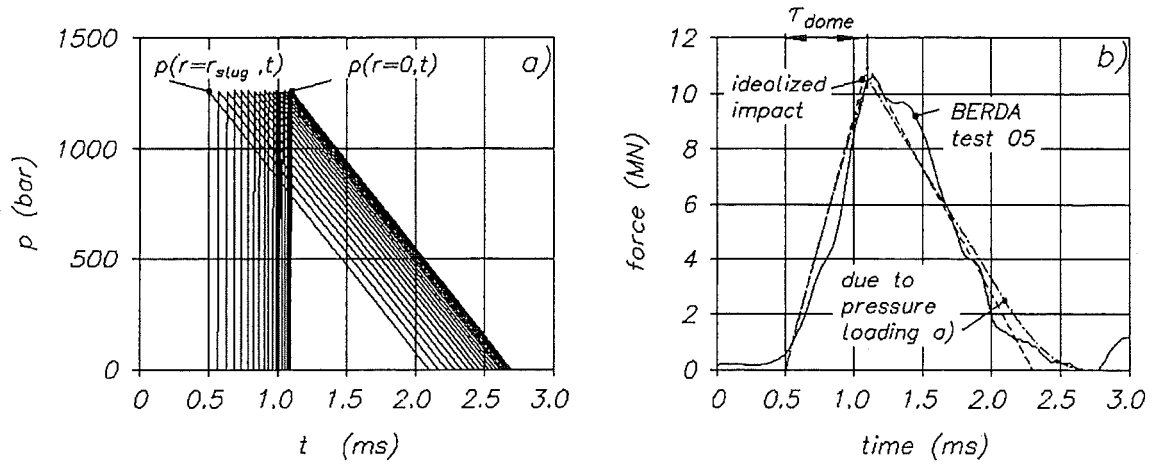 1500
1000
500
0
p (bar)
p(r=r_slug ,t)
p(r=0,t)
a)
0 0.5 1.0 1.5 2.0 2.5 3.0
t (ms)
τ_dome
12
10
8
6
4
2
0
force (MN)
b)
ideolized
impact
BERDA
test 05
due to
pressure
loading a)
0 0.5 1.0 1.5 2.0 2.5 3.0
time (ms)